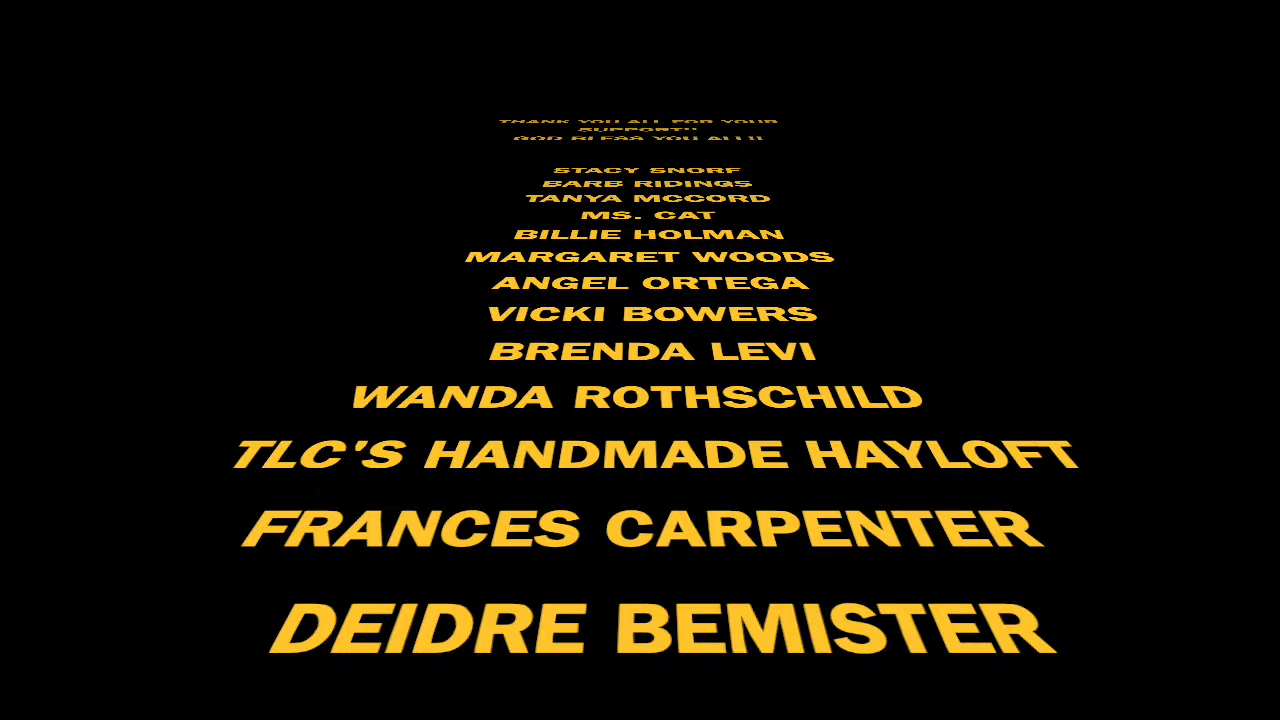 THANK YOU ALL FOR YOUR
SUPPORT!!
GOD BLESS YOU ALL!!
STACY SNORF
BARB RIDINGS
TANYA MCCORD
MS. CAT
BILLIE HOLMAN
MARGARET WOODS
ANGEL ORTEGA
VICKI BOWERS
BRENDA LEVI
WANDA ROTHSCHILD
TLC'S HANDMADE HAYLOFT
FRANCES CARPENTER
DEIDRE BEMISTER